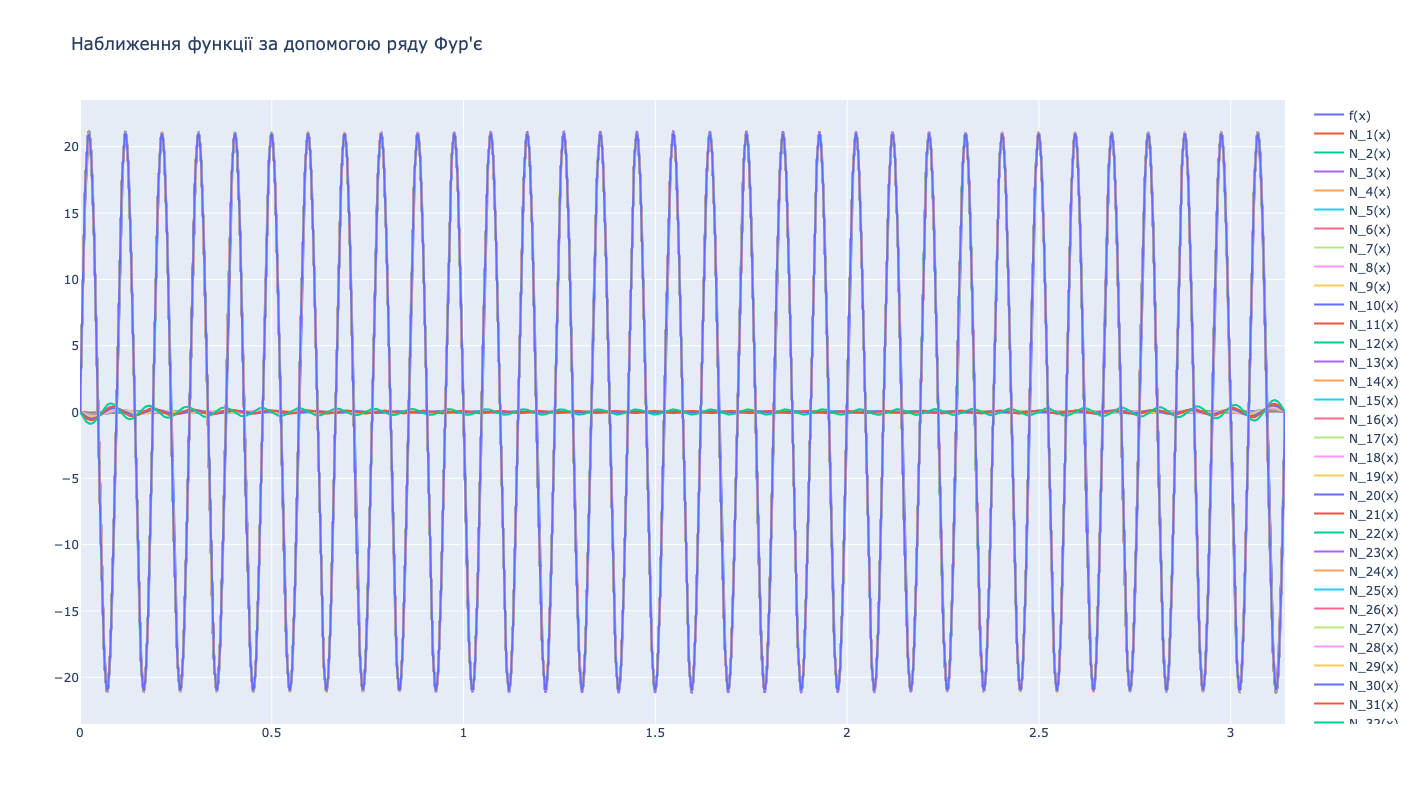 Наближення функції за допомогою ряду Фур'є
20
15
10
5
0
−5
−10
−15
−20
0
0.5
1
1.5
2
2.5
3
f(x)
N_1(x)
N_2(x)
N_3(x)
N_4(x)
N_5(x)
N_6(x)
N_7(x)
N_8(x)
N_9(x)
N_10(x)
N_11(x)
N_12(x)
N_13(x)
N_14(x)
N_15(x)
N_16(x)
N_17(x)
N_18(x)
N_19(x)
N_20(x)
N_21(x)
N_22(x)
N_23(x)
N_24(x)
N_25(x)
N_26(x)
N_27(x)
N_28(x)
N_29(x)
N_30(x)
N_31(x)
N_32(x)